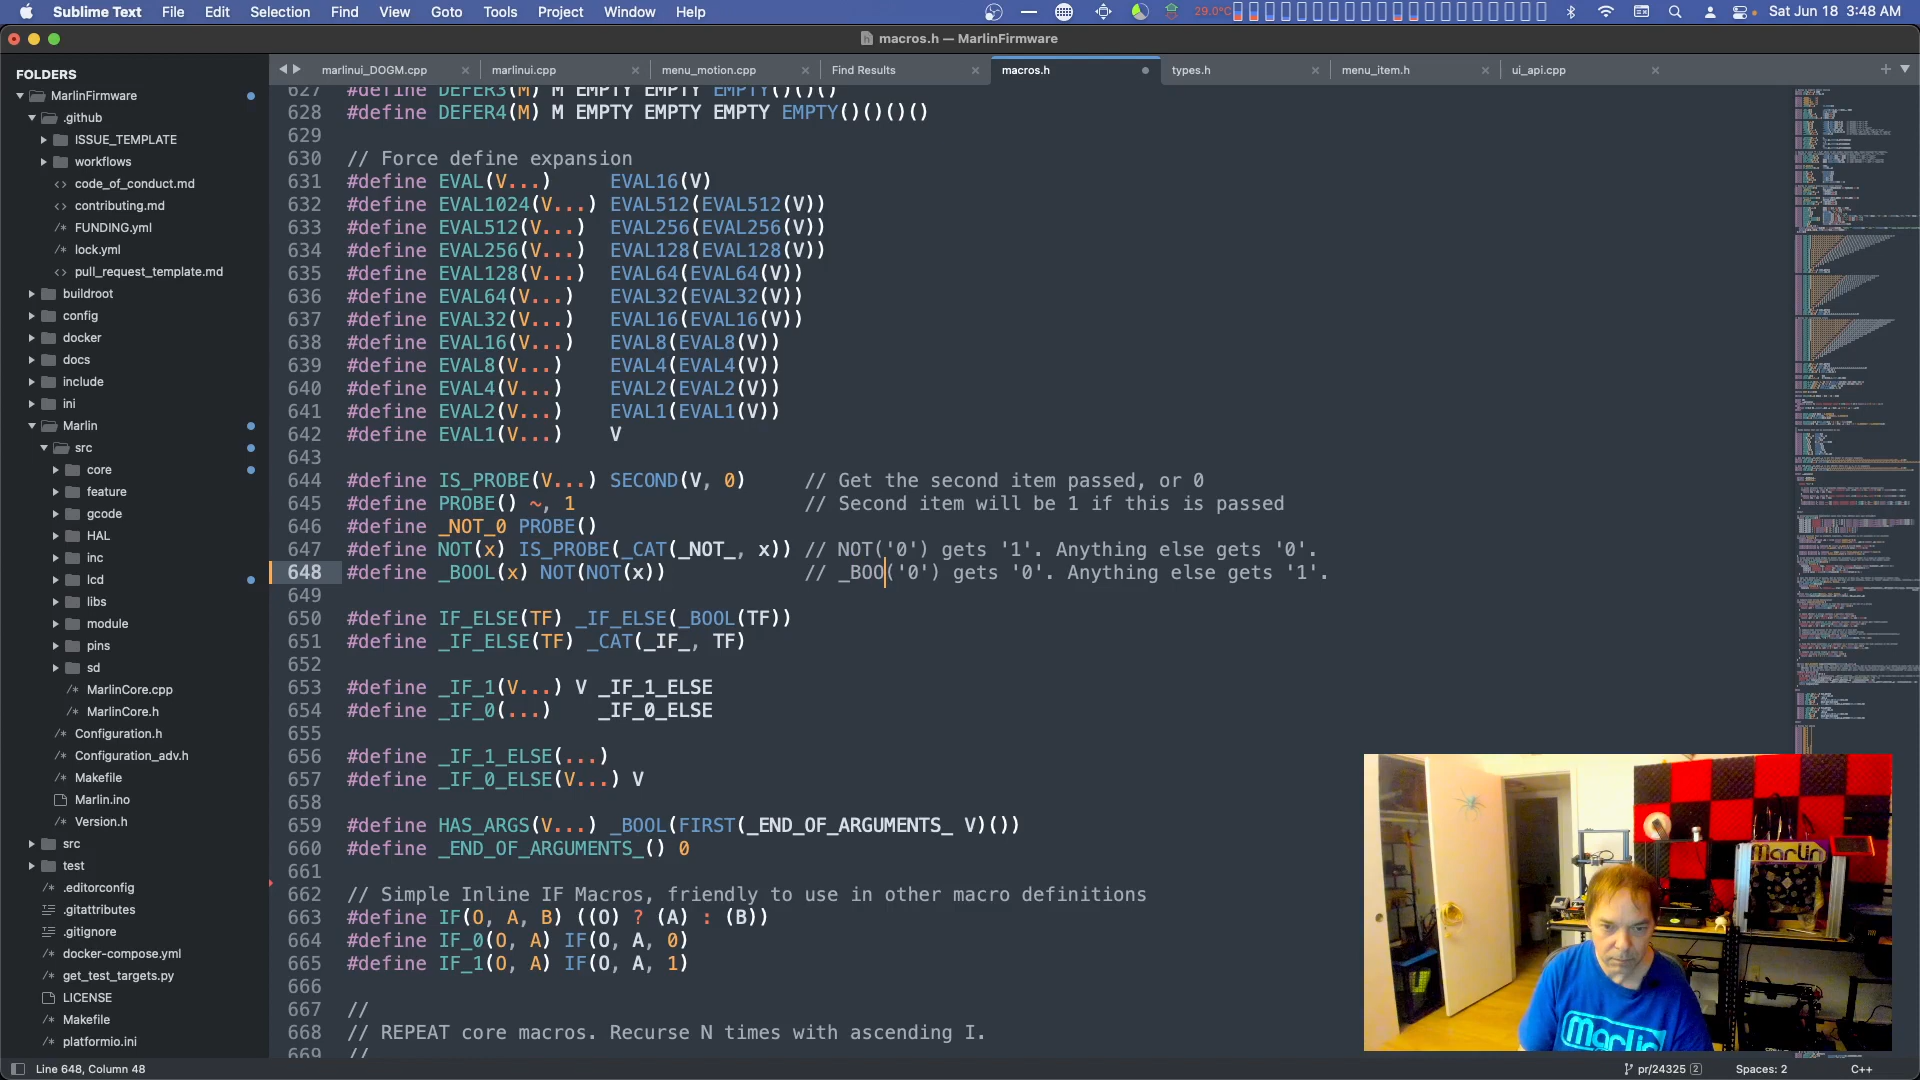 Sublime Text File Edit Selection Find View Goto Tools Project Window Help 29.0°C Sat Jun 18 3:48 AM
macros.h — MarlinFirmware
FOLDERS
MarlinFirmware
.github
ISSUE_TEMPLATE
workflows
code_of_conduct.md
contributing.md
FUNDING.yml
lock.yml
pull_request_template.md
buildroot
config
docker
docs
include
ini
Marlin
src
core
feature
gcode
HAL
inc
lcd
libs
module
pins
sd
MarlinCore.cpp
MarlinCore.h
Configuration.h
Configuration_adv.h
Makefile
Marlin.ino
Version.h
src
test
.editorconfig
.gitattributes
.gitignore
docker-compose.yml
get_test_targets.py
LICENSE
Makefile
platformio.ini
marlinui_DOGM.cpp marlinui.cpp menu_motion.cpp Find Results macros.h types.h menu_item.h ui_api.cpp
627 #define DEFER3(M) M EMPTY EMPTY EMPTY()()()
628 #define DEFER4(M) M EMPTY EMPTY EMPTY EMPTY()()()()
629
630 // Force define expansion
631 #define EVAL(V...) EVAL16(V)
632 #define EVAL1024(V...) EVAL512(EVAL512(V))
633 #define EVAL512(V...) EVAL256(EVAL256(V))
634 #define EVAL256(V...) EVAL128(EVAL128(V))
635 #define EVAL128(V...) EVAL64(EVAL64(V))
636 #define EVAL64(V...) EVAL32(EVAL32(V))
637 #define EVAL32(V...) EVAL16(EVAL16(V))
638 #define EVAL16(V...) EVAL8(EVAL8(V))
639 #define EVAL8(V...) EVAL4(EVAL4(V))
640 #define EVAL4(V...) EVAL2(EVAL2(V))
641 #define EVAL2(V...) EVAL1(EVAL1(V))
642 #define EVAL1(V...) V
643
644 #define IS_PROBE(V...) SECOND(V, 0) // Get the second item passed, or 0
645 #define PROBE() ~, 1 // Second item will be 1 if this is passed
646 #define _NOT_0 PROBE()
647 #define NOT(x) IS_PROBE(_CAT(_NOT_, x)) // NOT('0') gets '1'. Anything else gets '0'.
648 #define _BOOL(x) NOT(NOT(x)) // _BOO('0') gets '0'. Anything else gets '1'.
649
650 #define IF_ELSE(TF) _IF_ELSE(_BOOL(TF))
651 #define _IF_ELSE(TF) _CAT(_IF_, TF)
652
653 #define _IF_1(V...) V _IF_1_ELSE
654 #define _IF_0(...) _IF_0_ELSE
655
656 #define _IF_1_ELSE(...)
657 #define _IF_0_ELSE(V...) V
658
659 #define HAS_ARGS(V...) _BOOL(FIRST(_END_OF_ARGUMENTS_ V)())
660 #define _END_OF_ARGUMENTS_() 0
661
662 // Simple Inline IF Macros, friendly to use in other macro definitions
663 #define IF(O, A, B) ((O) ? (A) : (B))
664 #define IF_0(O, A) IF(O, A, 0)
665 #define IF_1(O, A) IF(O, A, 1)
666
667 //
668 // REPEAT core macros. Recurse N times with ascending I.
669 //
Marlin
Marlin
Line 648, Column 48 pr/24325 2 Spaces: 2 C++